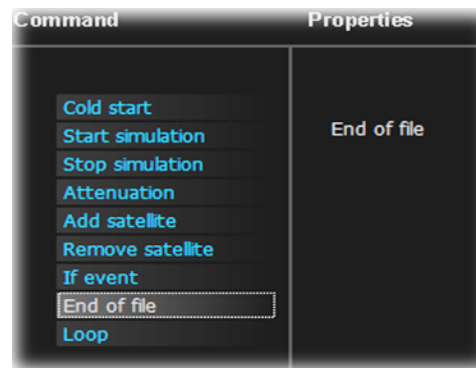 Command
Properties
Cold start
Start simulation
Stop simulation
Attenuation
Add satellite
Remove satellite
If event
End of file
Loop
End of file